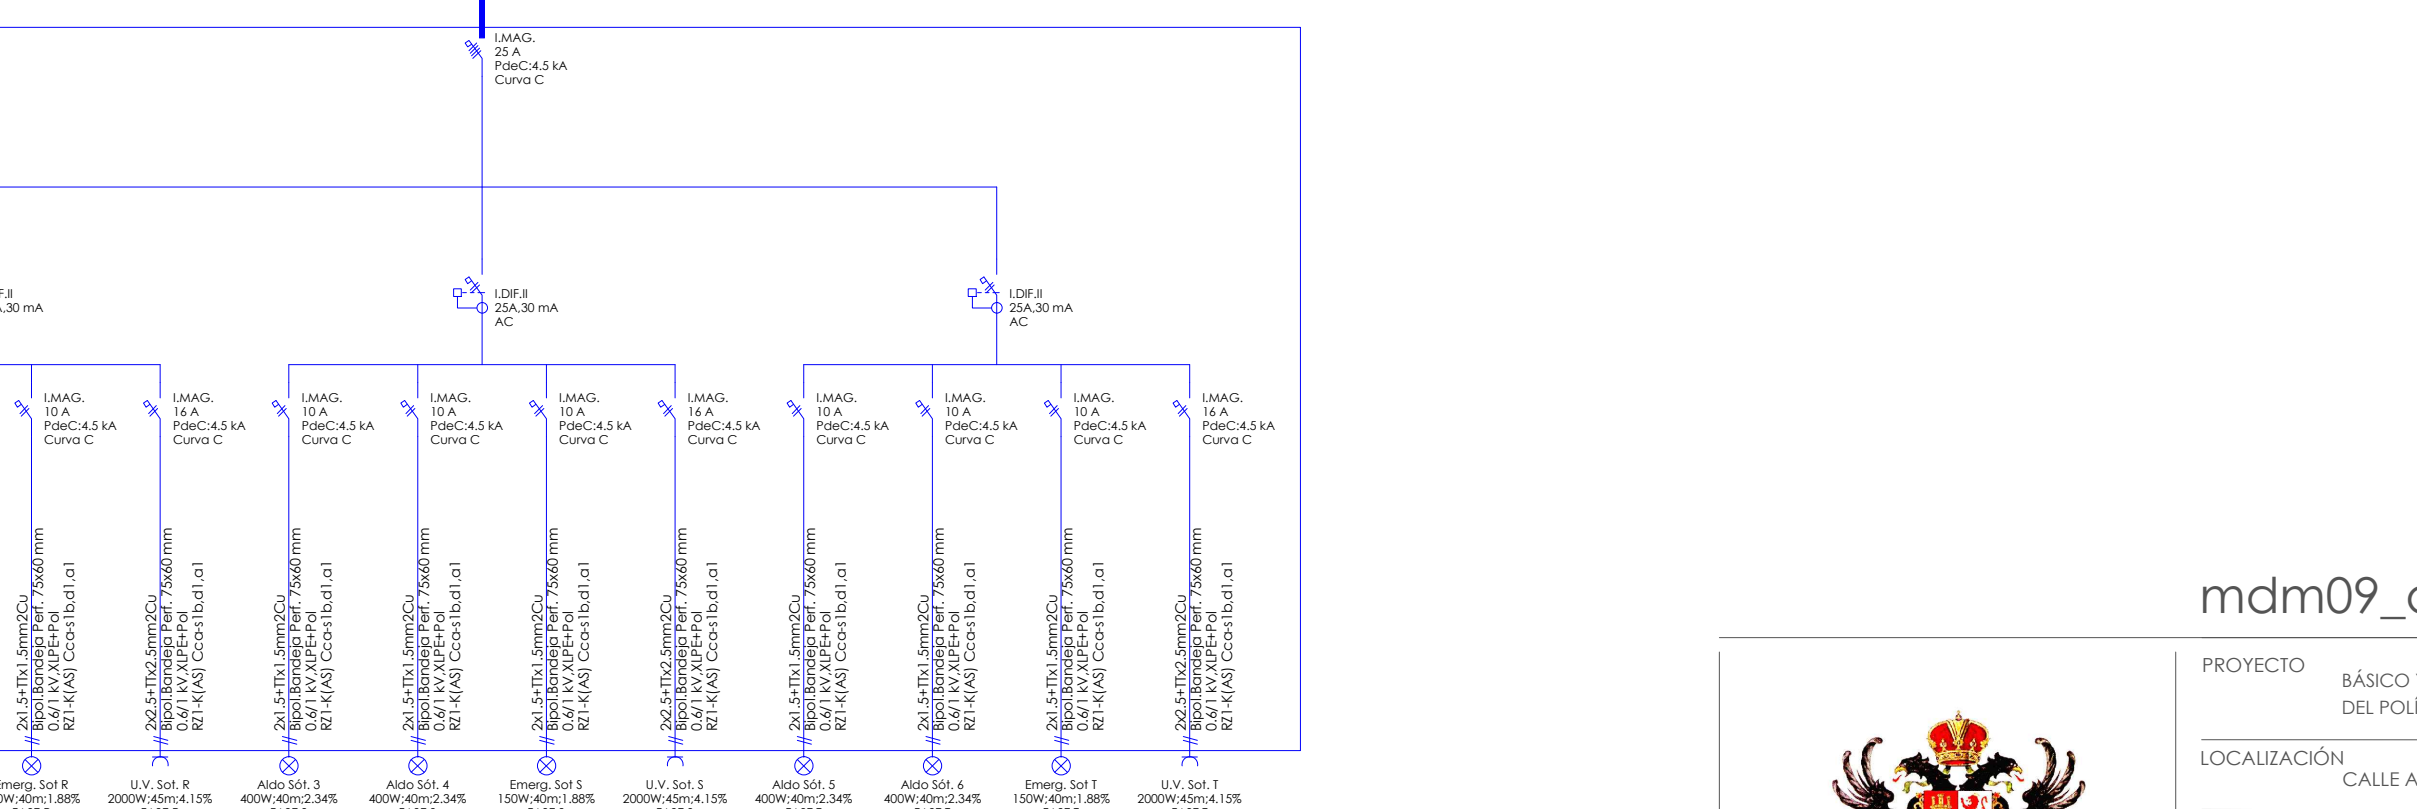 I.MAG.
25 A
PdeC:4.5 kA
Curva C
F.II
,30 mA
I.DIF.II
25A,30 mA
AC
I.DIF.II
25A,30 mA
AC
I.MAG.
10 A
PdeC:4.5 kA
Curva C
I.MAG.
16 A
PdeC:4.5 kA
Curva C
I.MAG.
10 A
PdeC:4.5 kA
Curva C
I.MAG.
10 A
PdeC:4.5 kA
Curva C
I.MAG.
10 A
PdeC:4.5 kA
Curva C
I.MAG.
16 A
PdeC:4.5 kA
Curva C
I.MAG.
10 A
PdeC:4.5 kA
Curva C
I.MAG.
10 A
PdeC:4.5 kA
Curva C
I.MAG.
10 A
PdeC:4.5 kA
Curva C
I.MAG.
16 A
PdeC:4.5 kA
Curva C
2x1.5+TTx1.5mm2Cu
Bipol.Bandeja Perf. 75x60 mm
0.6/1 kV,XLPE+Pol
RZ1-K(AS) Cca-s1b,d1,a1
2x2.5+TTx2.5mm2Cu
Bipol.Bandeja Perf. 75x60 mm
0.6/1 kV,XLPE+Pol
RZ1-K(AS) Cca-s1b,d1,a1
2x1.5+TTx1.5mm2Cu
Bipol.Bandeja Perf. 75x60 mm
0.6/1 kV,XLPE+Pol
RZ1-K(AS) Cca-s1b,d1,a1
2x1.5+TTx1.5mm2Cu
Bipol.Bandeja Perf. 75x60 mm
0.6/1 kV,XLPE+Pol
RZ1-K(AS) Cca-s1b,d1,a1
2x1.5+TTx1.5mm2Cu
Bipol.Bandeja Perf. 75x60 mm
0.6/1 kV,XLPE+Pol
RZ1-K(AS) Cca-s1b,d1,a1
2x2.5+TTx2.5mm2Cu
Bipol.Bandeja Perf. 75x60 mm
0.6/1 kV,XLPE+Pol
RZ1-K(AS) Cca-s1b,d1,a1
2x1.5+TTx1.5mm2Cu
Bipol.Bandeja Perf. 75x60 mm
0.6/1 kV,XLPE+Pol
RZ1-K(AS) Cca-s1b,d1,a1
2x1.5+TTx1.5mm2Cu
Bipol.Bandeja Perf. 75x60 mm
0.6/1 kV,XLPE+Pol
RZ1-K(AS) Cca-s1b,d1,a1
2x1.5+TTx1.5mm2Cu
Bipol.Bandeja Perf. 75x60 mm
0.6/1 kV,XLPE+Pol
RZ1-K(AS) Cca-s1b,d1,a1
2x2.5+TTx2.5mm2Cu
Bipol.Bandeja Perf. 75x60 mm
0.6/1 kV,XLPE+Pol
RZ1-K(AS) Cca-s1b,d1,a1
Emerg. Sot R
0W;40m;1.88%
U.V. Sot. R
2000W;45m;4.15%
Aldo Sót. 3
400W;40m;2.34%
Aldo Sót. 4
400W;40m;2.34%
Emerg. Sot S
150W;40m;1.88%
U.V. Sot. S
2000W;45m;4.15%
Aldo Sót. 5
400W;40m;2.34%
Aldo Sót. 6
400W;40m;2.34%
Emerg. Sot T
150W;40m;1.88%
U.V. Sot. T
2000W;45m;4.15%
mdm09_
PROYECTO
BÁSICO
DEL POLÍ
LOCALIZACIÓN
CALLE A